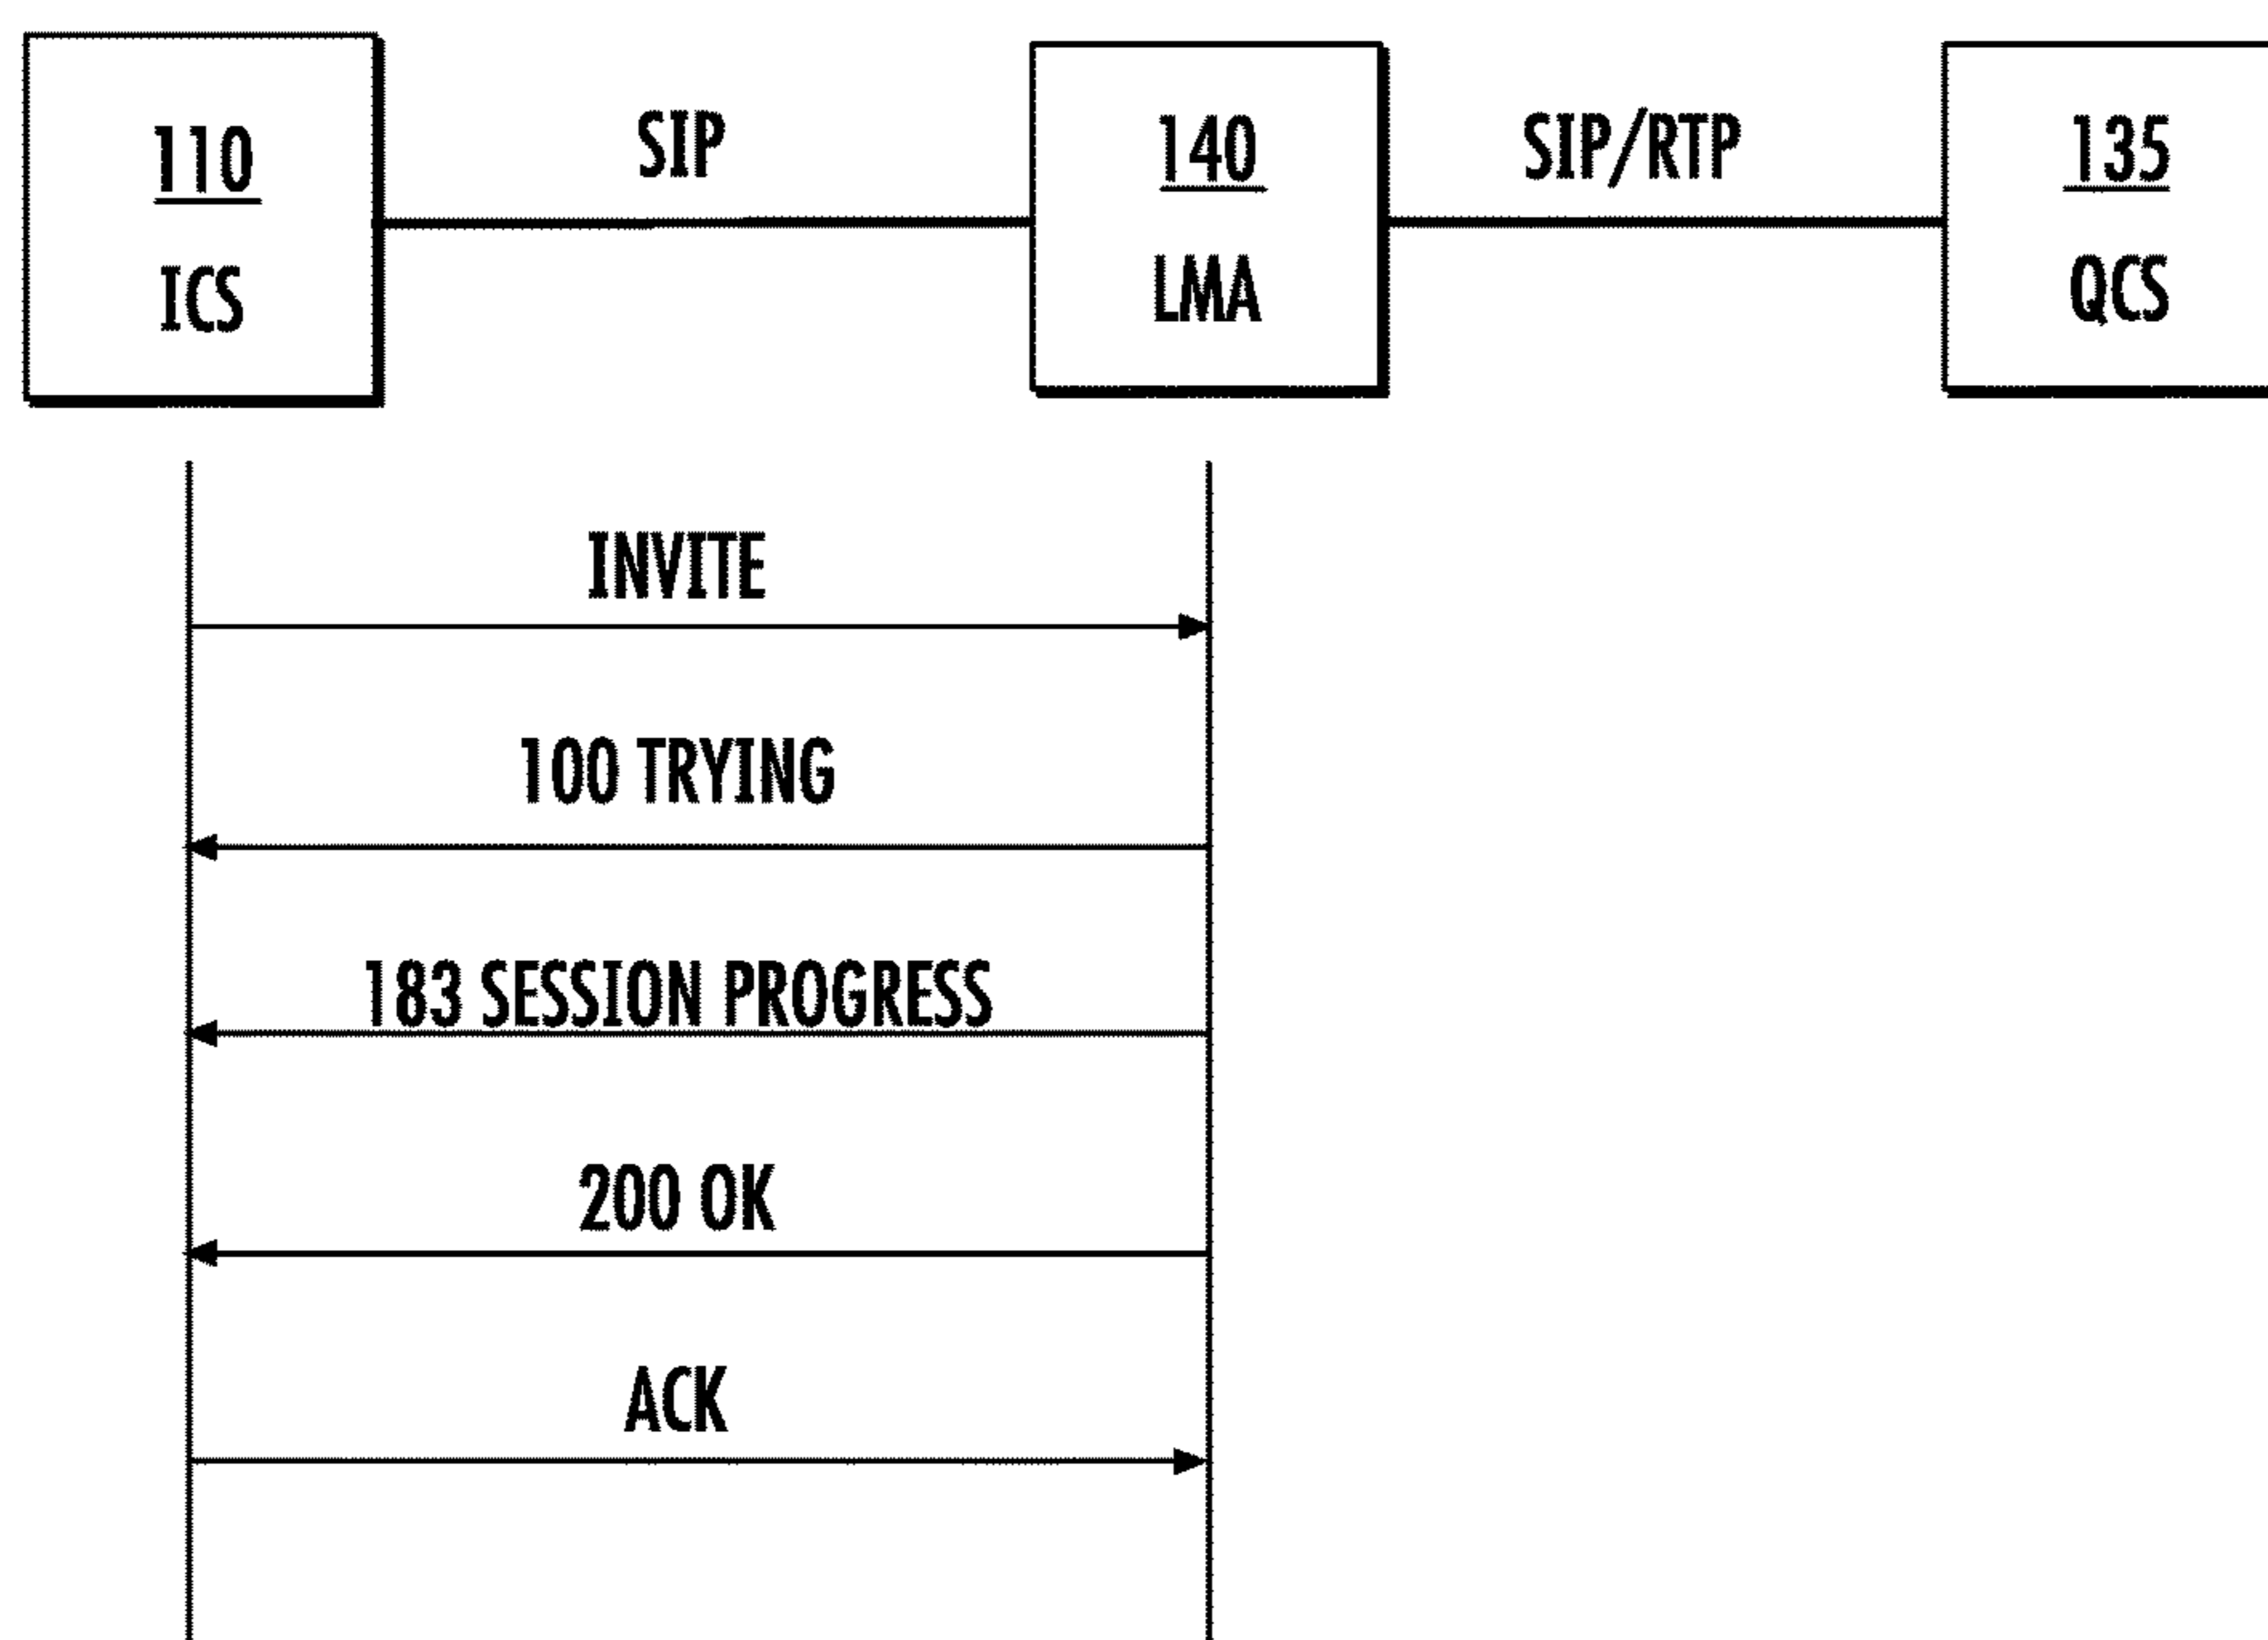 110
ICS
SIP
140
LMA
SIP/RTP
135
QCS
INVITE
100 TRYING
183 SESSION PROGRESS
200 OK
ACK